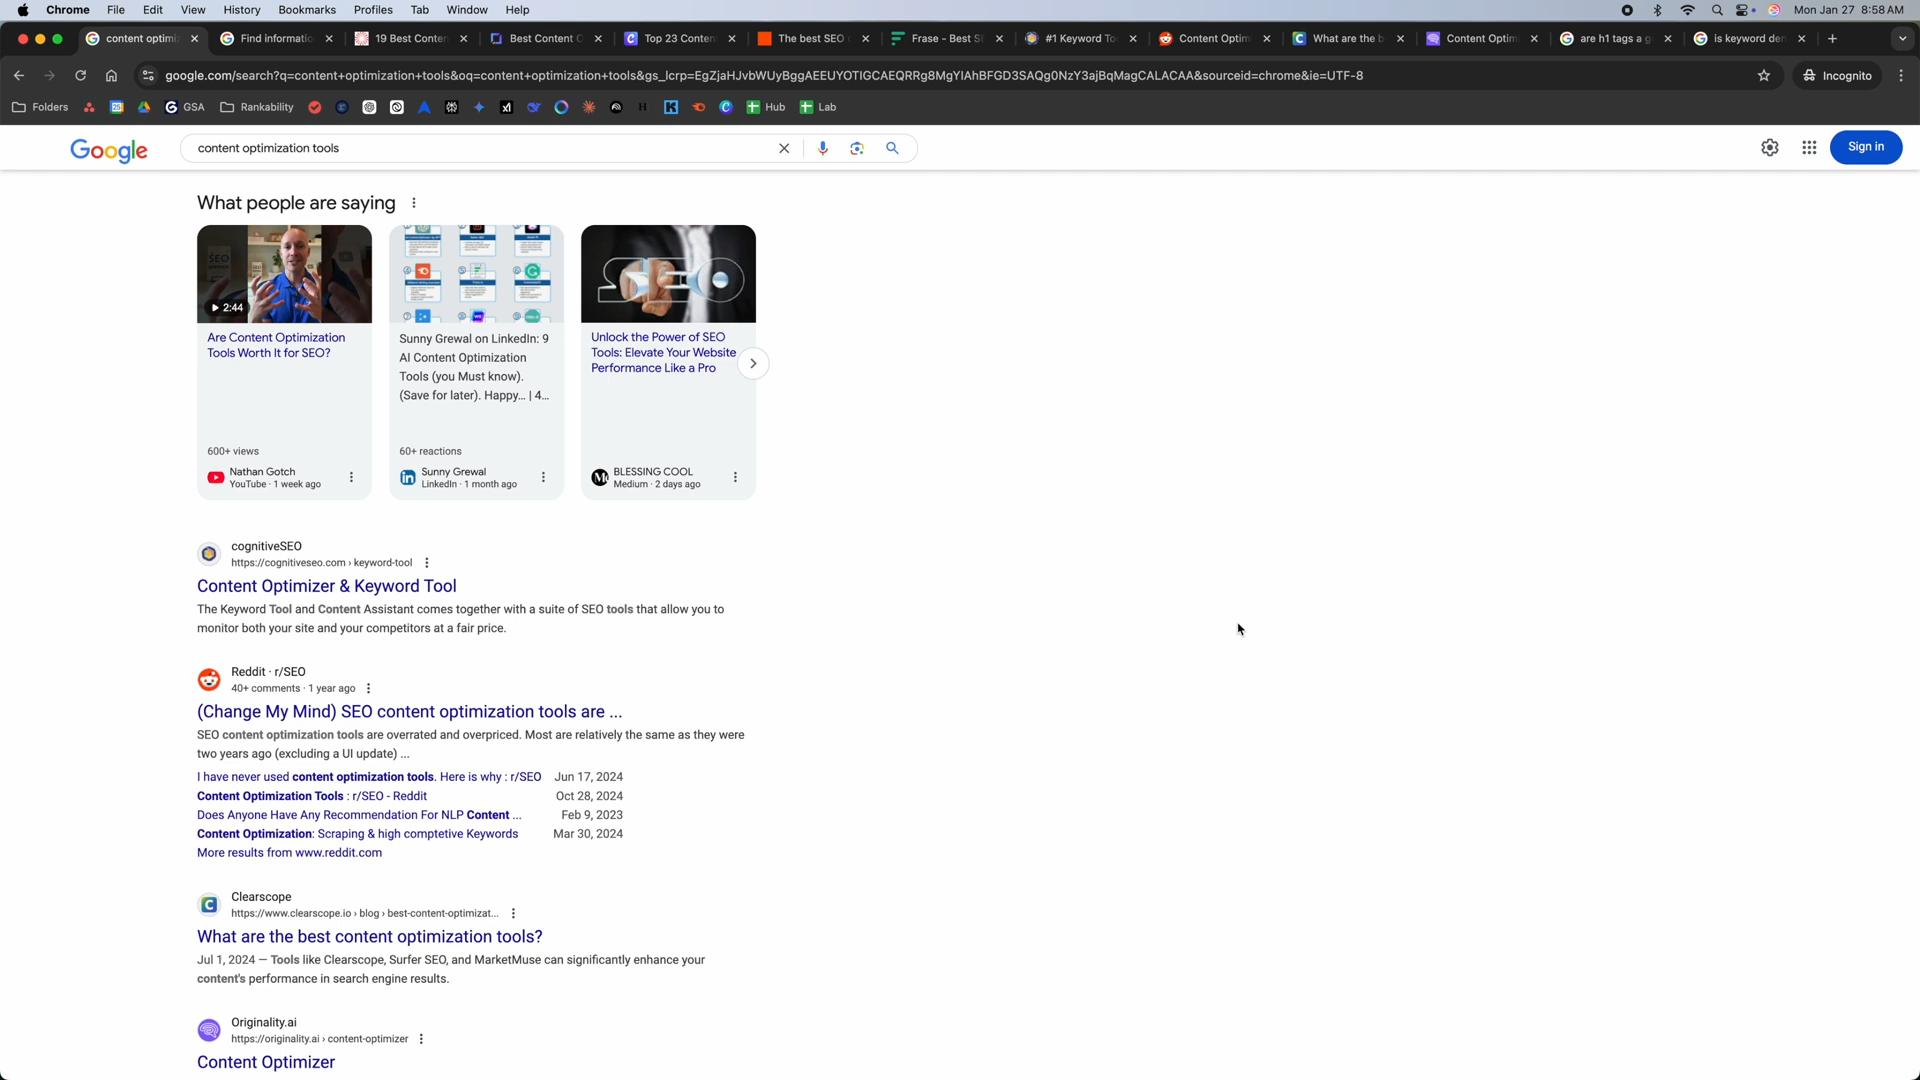 Chrome File Edit View History Bookmarks Profiles Tab Window Help Mon Jan 27 8:58 AM
content optimi Find informatio 19 Best Conten Best Content O Top 23 Conten The best SEO Frase - Best S #1 Keyword To Content Optim What are the b Content Optim are h1 tags a g is keyword den
google.com/search?q=content+optimization+tools&oq=content+optimization+tools&gs_lcrp=EgZjaHJvbWUyBggAEEUYOTIGCAEQRRg8MgYIAhBFGD3SAQg0NzY3ajBqMagCALACAA&sourceid=chrome&ie=UTF-8 Incognito
Folders GSA Rankability Hub Lab
Google content optimization tools Sign in
What people are saying
2:44
Are Content Optimization
Tools Worth It for SEO?
600+ views
Nathan Gotch
YouTube · 1 week ago
Sunny Grewal on LinkedIn: 9
AI Content Optimization
Tools (you Must know).
(Save for later). Happy... | 4...
60+ reactions
Sunny Grewal
LinkedIn · 1 month ago
Unlock the Power of SEO
Tools: Elevate Your Website
Performance Like a Pro
BLESSING COOL
Medium · 2 days ago
cognitiveSEO
https://cognitiveseo.com › keyword-tool
Content Optimizer & Keyword Tool
The Keyword Tool and Content Assistant comes together with a suite of SEO tools that allow you to
monitor both your site and your competitors at a fair price.
Reddit · r/SEO
40+ comments · 1 year ago
(Change My Mind) SEO content optimization tools are ...
SEO content optimization tools are overrated and overpriced. Most are relatively the same as they were
two years ago (excluding a UI update) ...
I have never used content optimization tools. Here is why : r/SEO Jun 17, 2024
Content Optimization Tools : r/SEO - Reddit Oct 28, 2024
Does Anyone Have Any Recommendation For NLP Content ... Feb 9, 2023
Content Optimization: Scraping & high comptetive Keywords Mar 30, 2024
More results from www.reddit.com
Clearscope
https://www.clearscope.io › blog › best-content-optimizat...
What are the best content optimization tools?
Jul 1, 2024 — Tools like Clearscope, Surfer SEO, and MarketMuse can significantly enhance your
content's performance in search engine results.
Originality.ai
https://originality.ai › content-optimizer
Content Optimizer